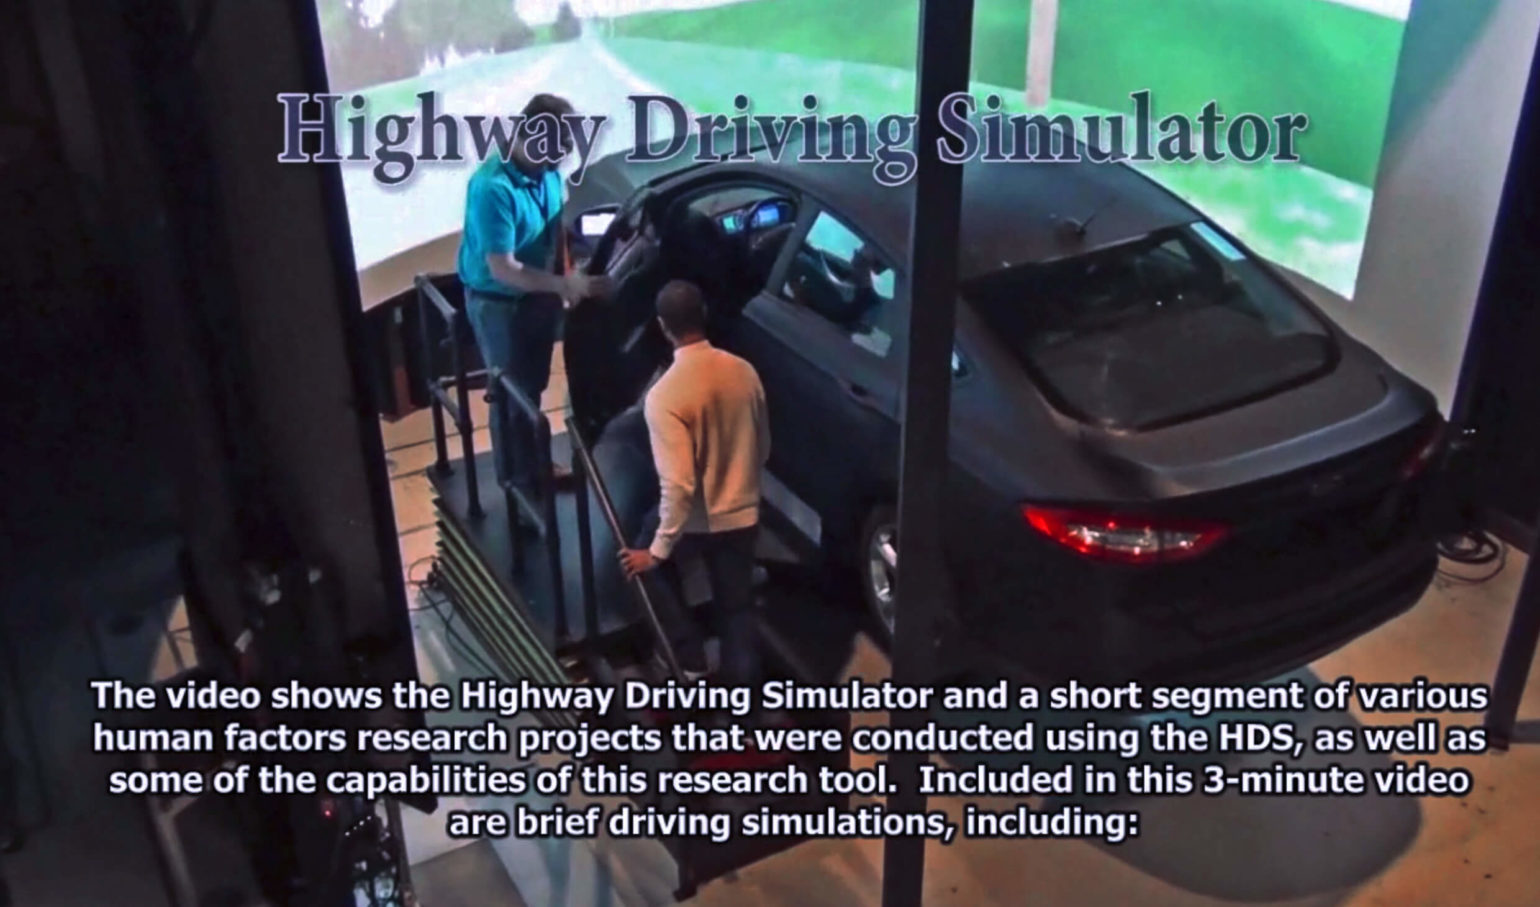 Highway Driving Simulator
The video shows the Highway Driving Simulator and a short segment of various
human factors research projects that were conducted using the HDS, as well as
some of the capabilities of this research tool.  Included in this 3-minute video
are brief driving simulations, including: